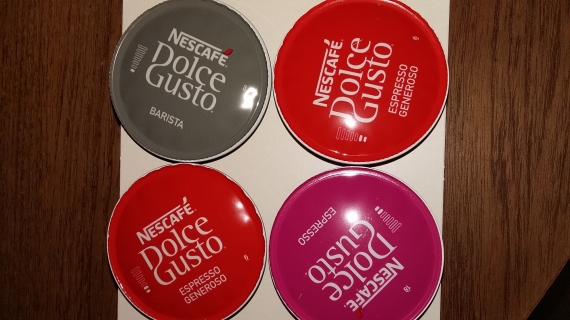 NESCAFÉ
Dolce
Gusto
BARISTA
NESCAFÉ
Dolce
Gusto
ESPRESSO
GENEROSO
NESCAFÉ
Dolce
Gusto
ESPRESSO
GENEROSO
NESCAFÉ
Dolce
Gusto
ESPRESSO